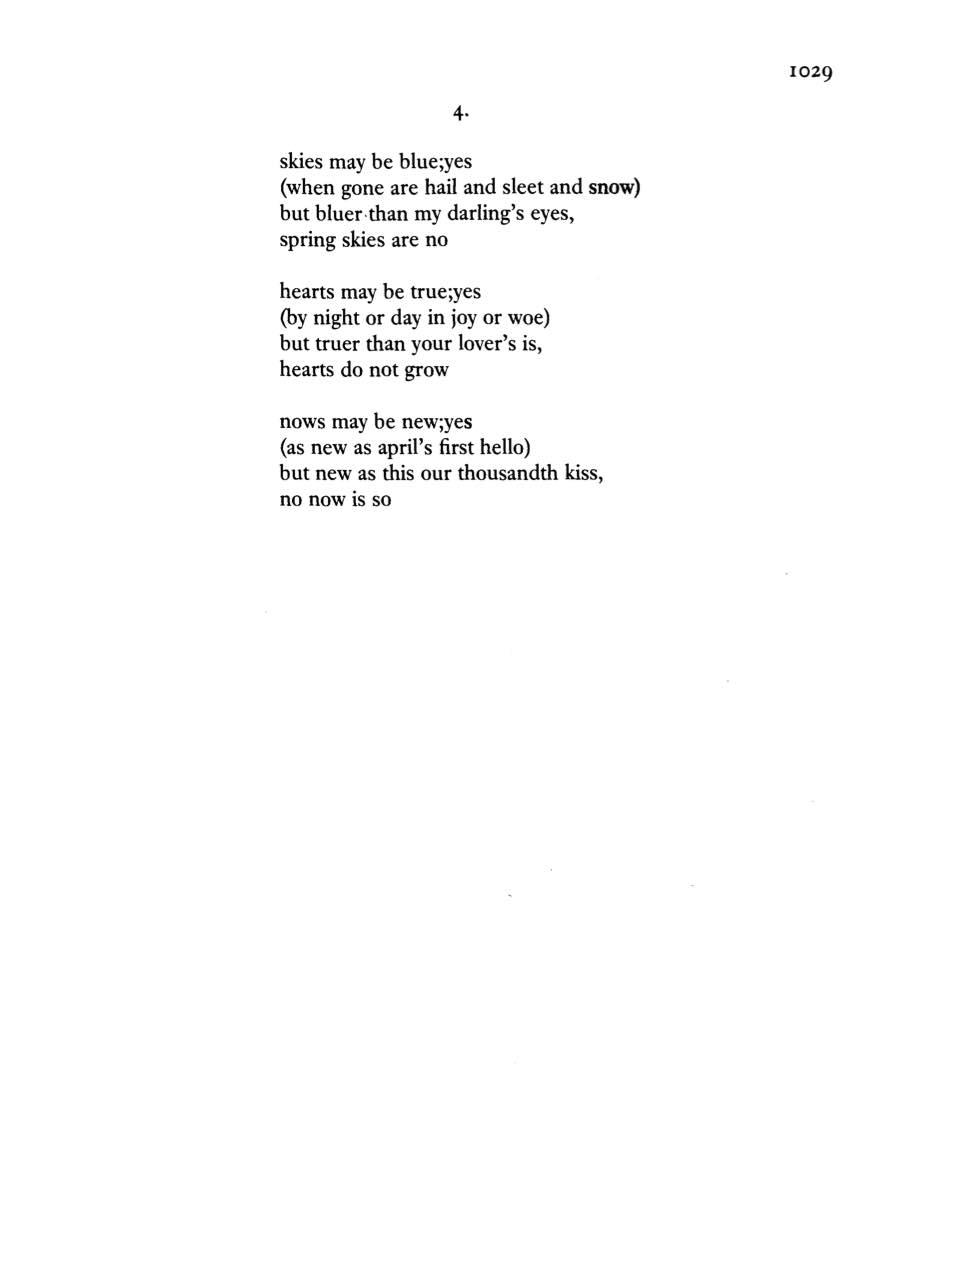 1029
4.
skies may be blue;yes
(when gone are hail and sleet and snow)
but bluer than my darling's eyes,
spring skies are no
hearts may be true;yes
(by night or day in joy or woe)
but truer than your lover's is,
hearts do not grow
nows may be new;yes
(as new as april's first hello)
but new as this our thousandth kiss,
no now is so